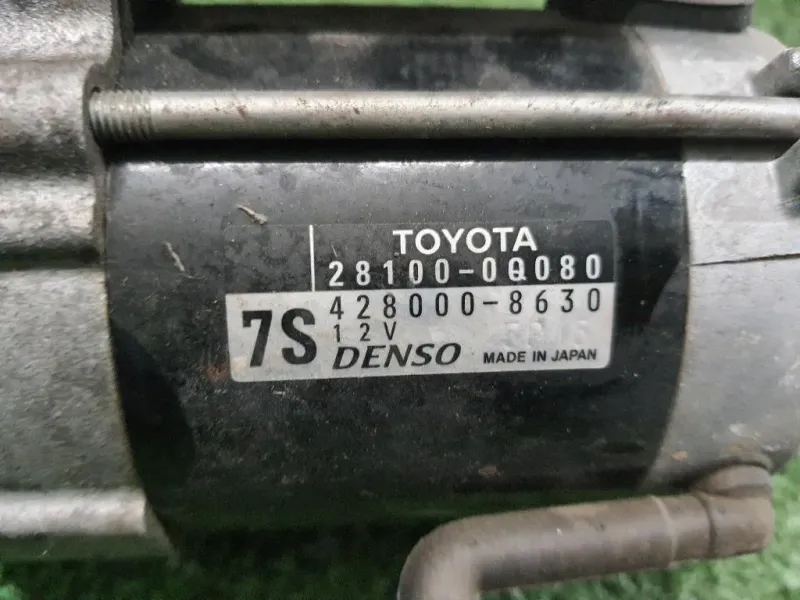 TOYOTA
28100-0Q080
428000-8630
7S
12V
DENSO MADE IN JAPAN